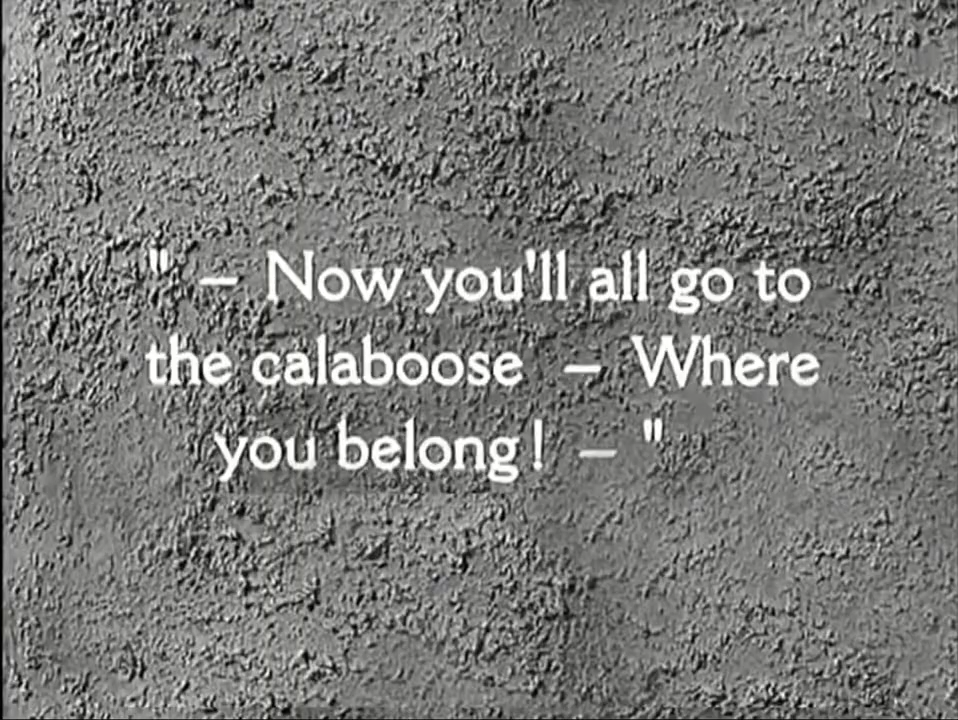 " – Now you'll all go to
the calaboose – Where
you belong! – "